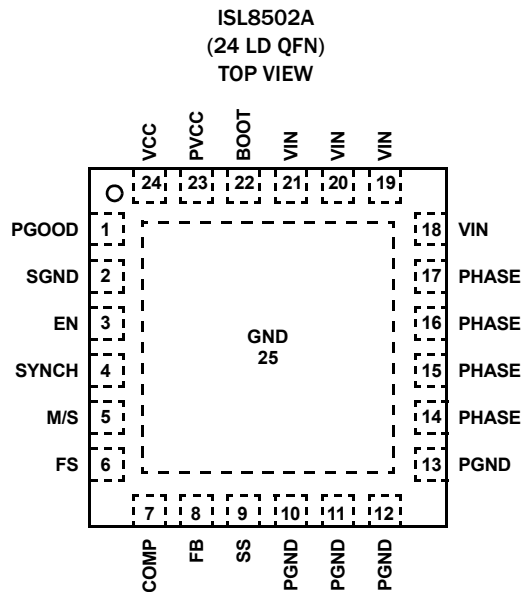 ISL8502A
(24 LD QFN)
TOP VIEW
VCC
PVCC
BOOT
VIN
VIN
VIN
24
23
22
21
20
19
PGOOD 1
SGND 2
EN 3
SYNCH 4
M/S 5
FS 6
18 VIN
17 PHASE
16 PHASE
15 PHASE
14 PHASE
13 PGND
GND
25
7
8
9
10
11
12
COMP
FB
SS
PGND
PGND
PGND